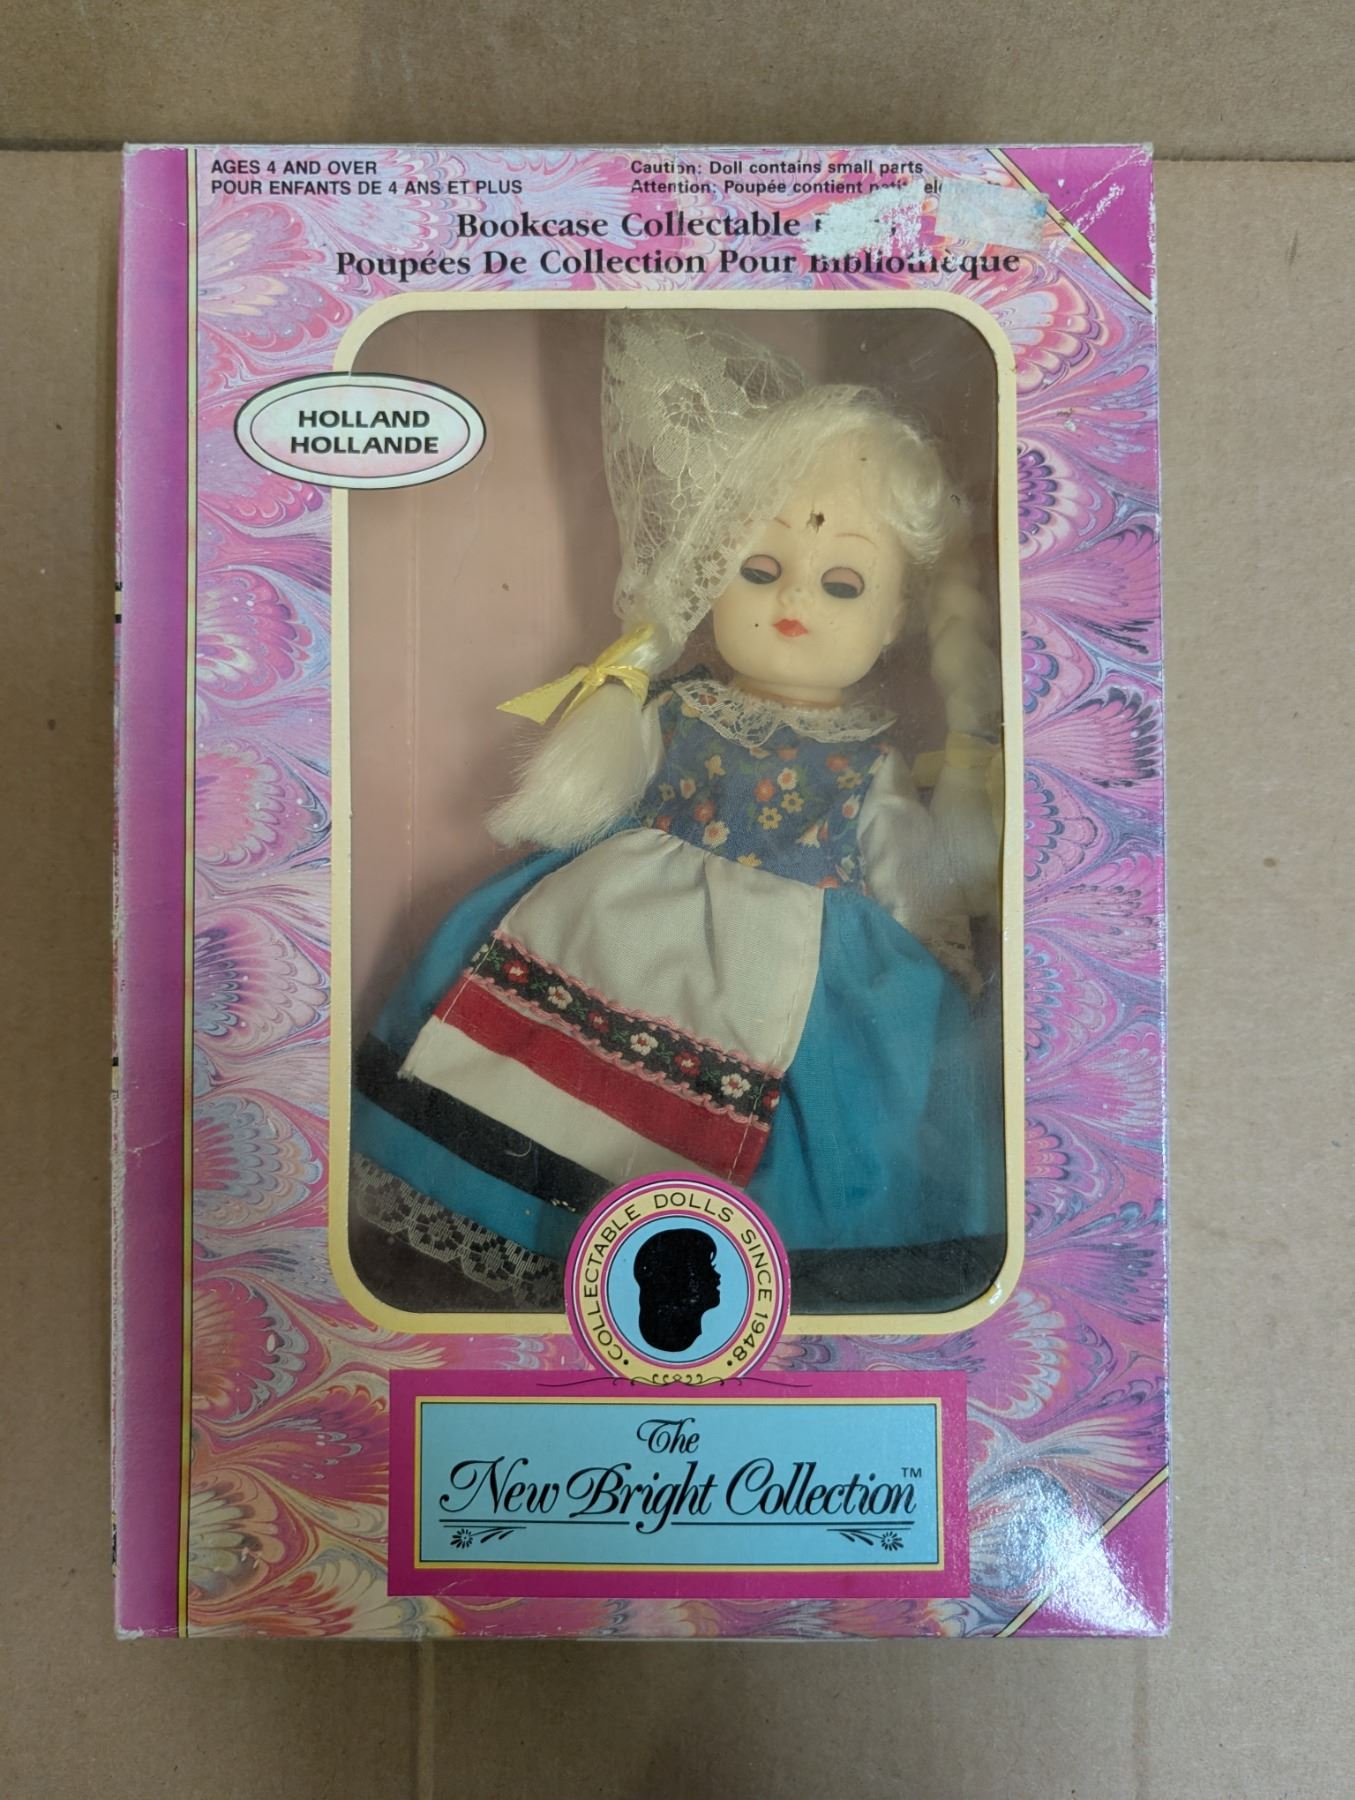 AGES 4 AND OVER
POUR ENFANTS DE 4 ANS ET PLUS
Caution: Doll contains small parts
Attention: Poupée contient
Bookcase Collectable
Poupées De Collection Pour Bibliothèque
HOLLAND
HOLLANDE
• COLLECTABLE DOLLS SINCE 1948 •
The
New Bright Collection™